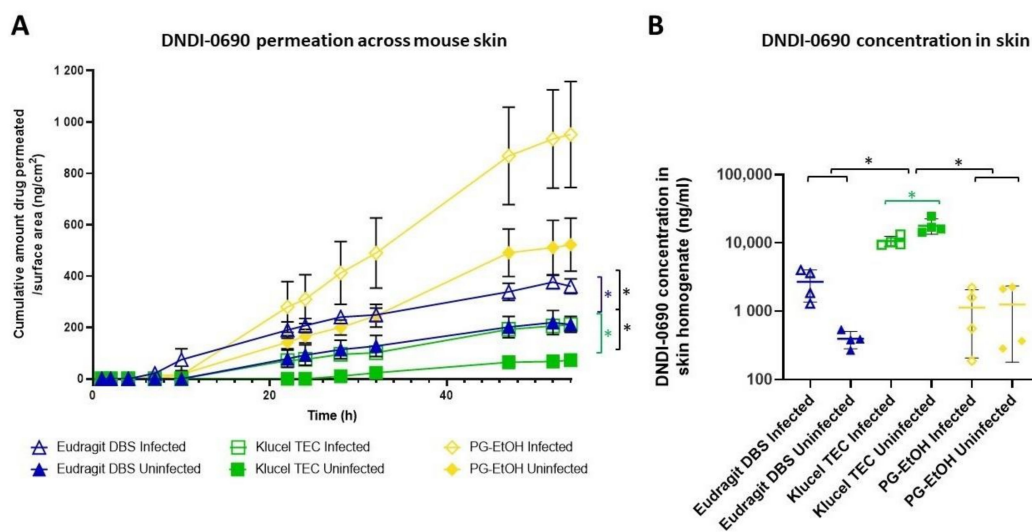 A
DNDI-0690 permeation across mouse skin
Cumulative amount drug permeated
/surface area (ng/cm²)
1 200
1 000
800
600
400
200
0
0
20
40
Time (h)
*
*
*
*
Eudragit DBS Infected
Klucel TEC Infected
PG-EtOH Infected
Eudragit DBS Uninfected
Klucel TEC Uninfected
PG-EtOH Uninfected
B
DNDI-0690 concentration in skin
DNDI-0690 concentration in
skin homogenate (ng/ml)
100,000
10,000
1 000
100
*
*
*
Eudragit DBS Infected
Eudragit DBS Uninfected
Klucel TEC Infected
Klucel TEC Uninfected
PG-EtOH Infected
PG-EtOH Uninfected